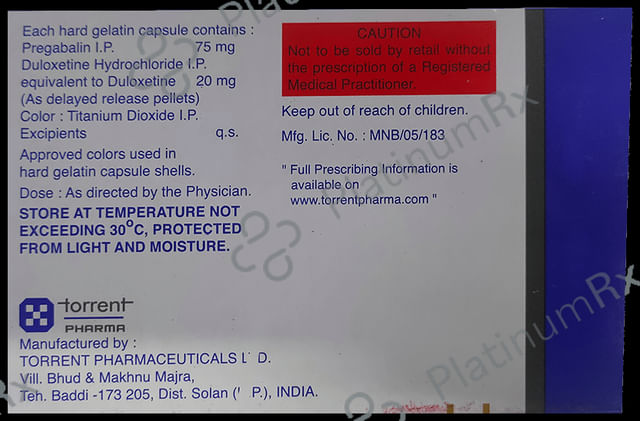 Each hard gelatin capsule contains :
Pregabalin I.P. 75 mg
Duloxetine Hydrochloride I.P.
equivalent to Duloxetine 20 mg
(As delayed release pellets)
Color : Titanium Dioxide I.P.
Excipients q.s.
Approved colors used in
hard gelatin capsule shells.
Dose : As directed by the Physician.
STORE AT TEMPERATURE NOT
EXCEEDING 30°C, PROTECTED
FROM LIGHT AND MOISTURE.
torrent
PHARMA
Manufactured by :
TORRENT PHARMACEUTICALS L D.
Vill. Bhud & Makhnu Majra,
Teh. Baddi -173 205, Dist. Solan ( .P.), INDIA.
CAUTION
Not to be sold by retail without
the prescription of a Registered
Medical Practitioner.
Keep out of reach of children.
Mfg. Lic. No. : MNB/05/183
" Full Prescribing Information is
available on
www.torrentpharma.com "
PlatinumRx
PlatinumRx
PlatinumRx